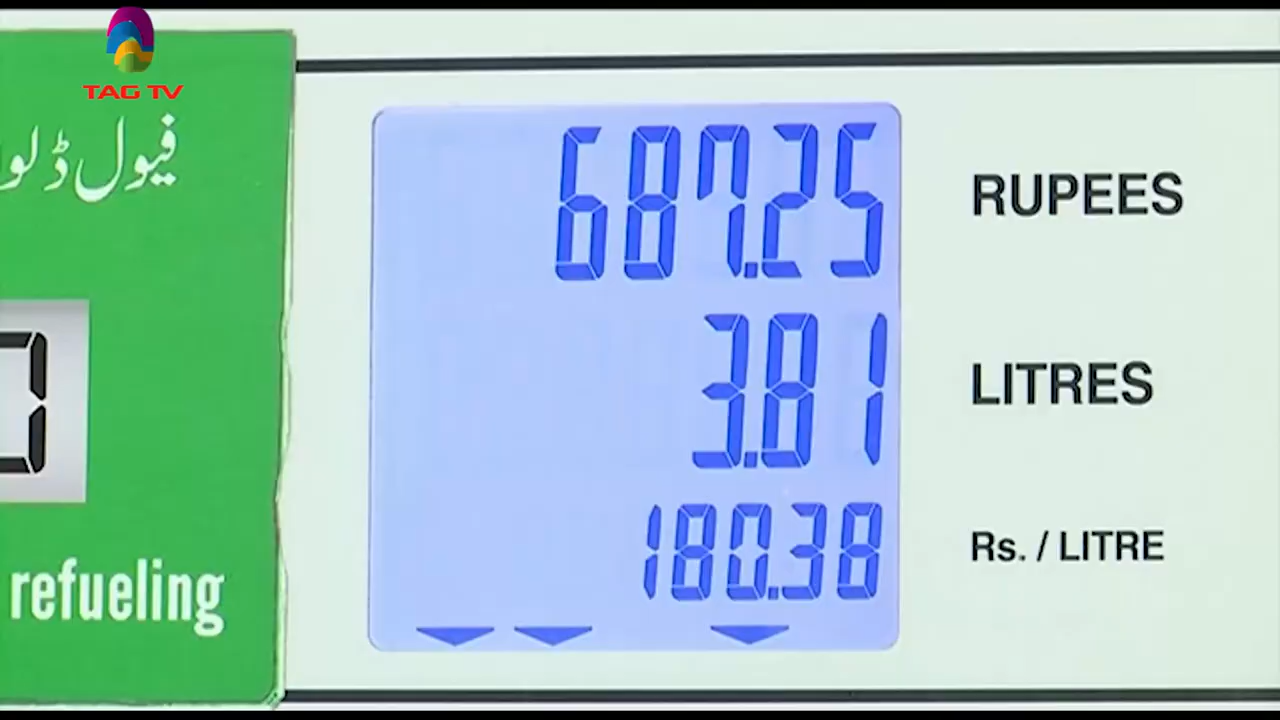 TAG TV
فیول ڈلو
refueling
687.25 RUPEES
3.81 LITRES
180.38 Rs. / LITRE